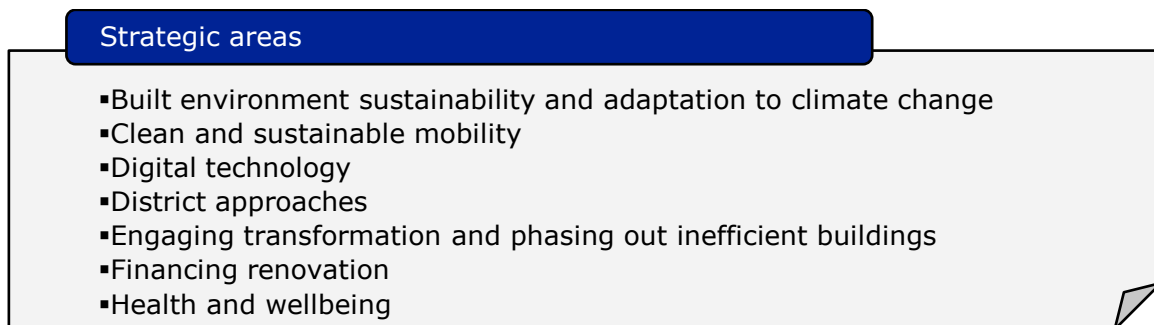 Strategic areas
▪Built environment sustainability and adaptation to climate change
▪Clean and sustainable mobility
▪Digital technology
▪District approaches
▪Engaging transformation and phasing out inefficient buildings
▪Financing renovation
▪Health and wellbeing